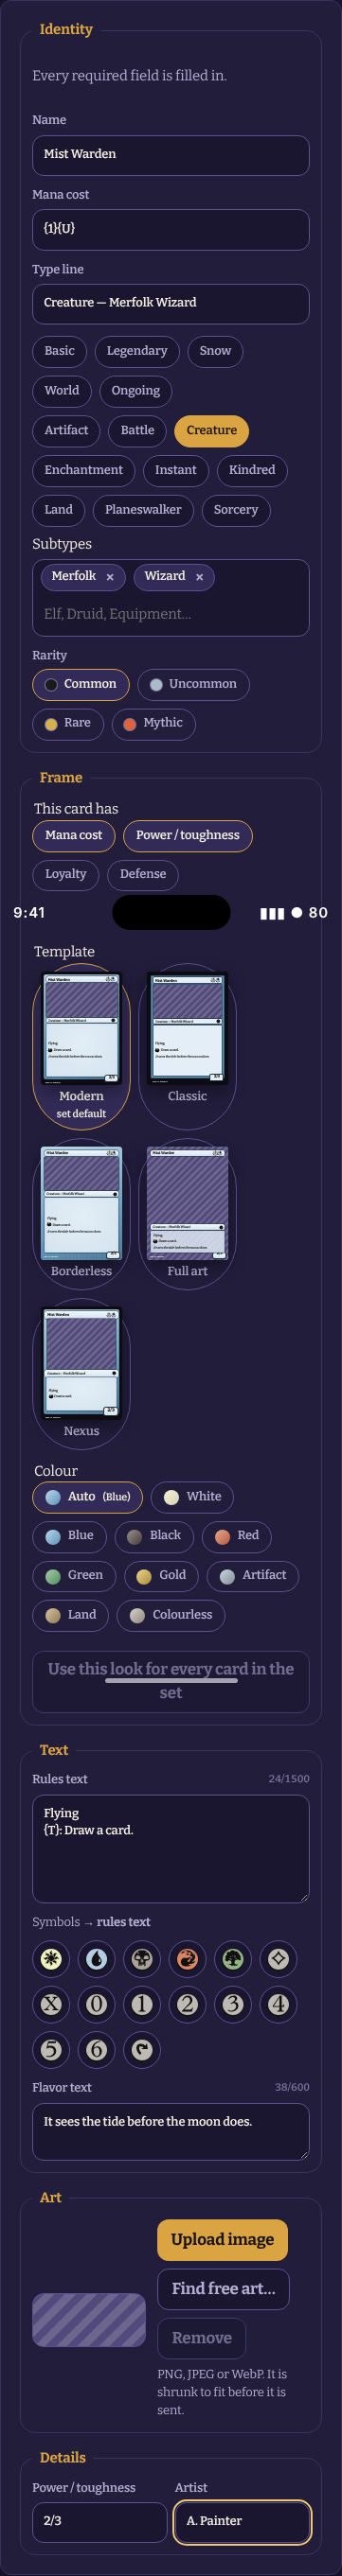 Identity
Every required field is filled in.
Name
Mist Warden
Mana cost
{1}{U}
Type line
Creature — Merfolk Wizard
Basic Legendary Snow
World Ongoing
Artifact Battle Creature
Enchantment Instant Kindred
Land Planeswalker Sorcery
Subtypes
Merfolk × Wizard ×
Elf, Druid, Equipment...
Rarity
Common Uncommon
Rare Mythic
Frame
This card has
Mana cost Power / toughness
Loyalty Defense
9:41 80
Template
Modern Classic
set default
Borderless Full art
Nexus
Colour
Auto (Blue) White
Blue Black Red
Green Gold Artifact
Land Colourless
Use this look for every card in the
set
Text
Rules text 24/1500
Flying
{T}: Draw a card.
Symbols → rules text
X 0 1 2 3 4
5 6
Flavor text 38/600
It sees the tide before the moon does.
Art
Upload image
Find free art...
Remove
PNG, JPEG or WebP. It is
shrunk to fit before it is
sent.
Details
Power / toughness Artist
2/3 A. Painter